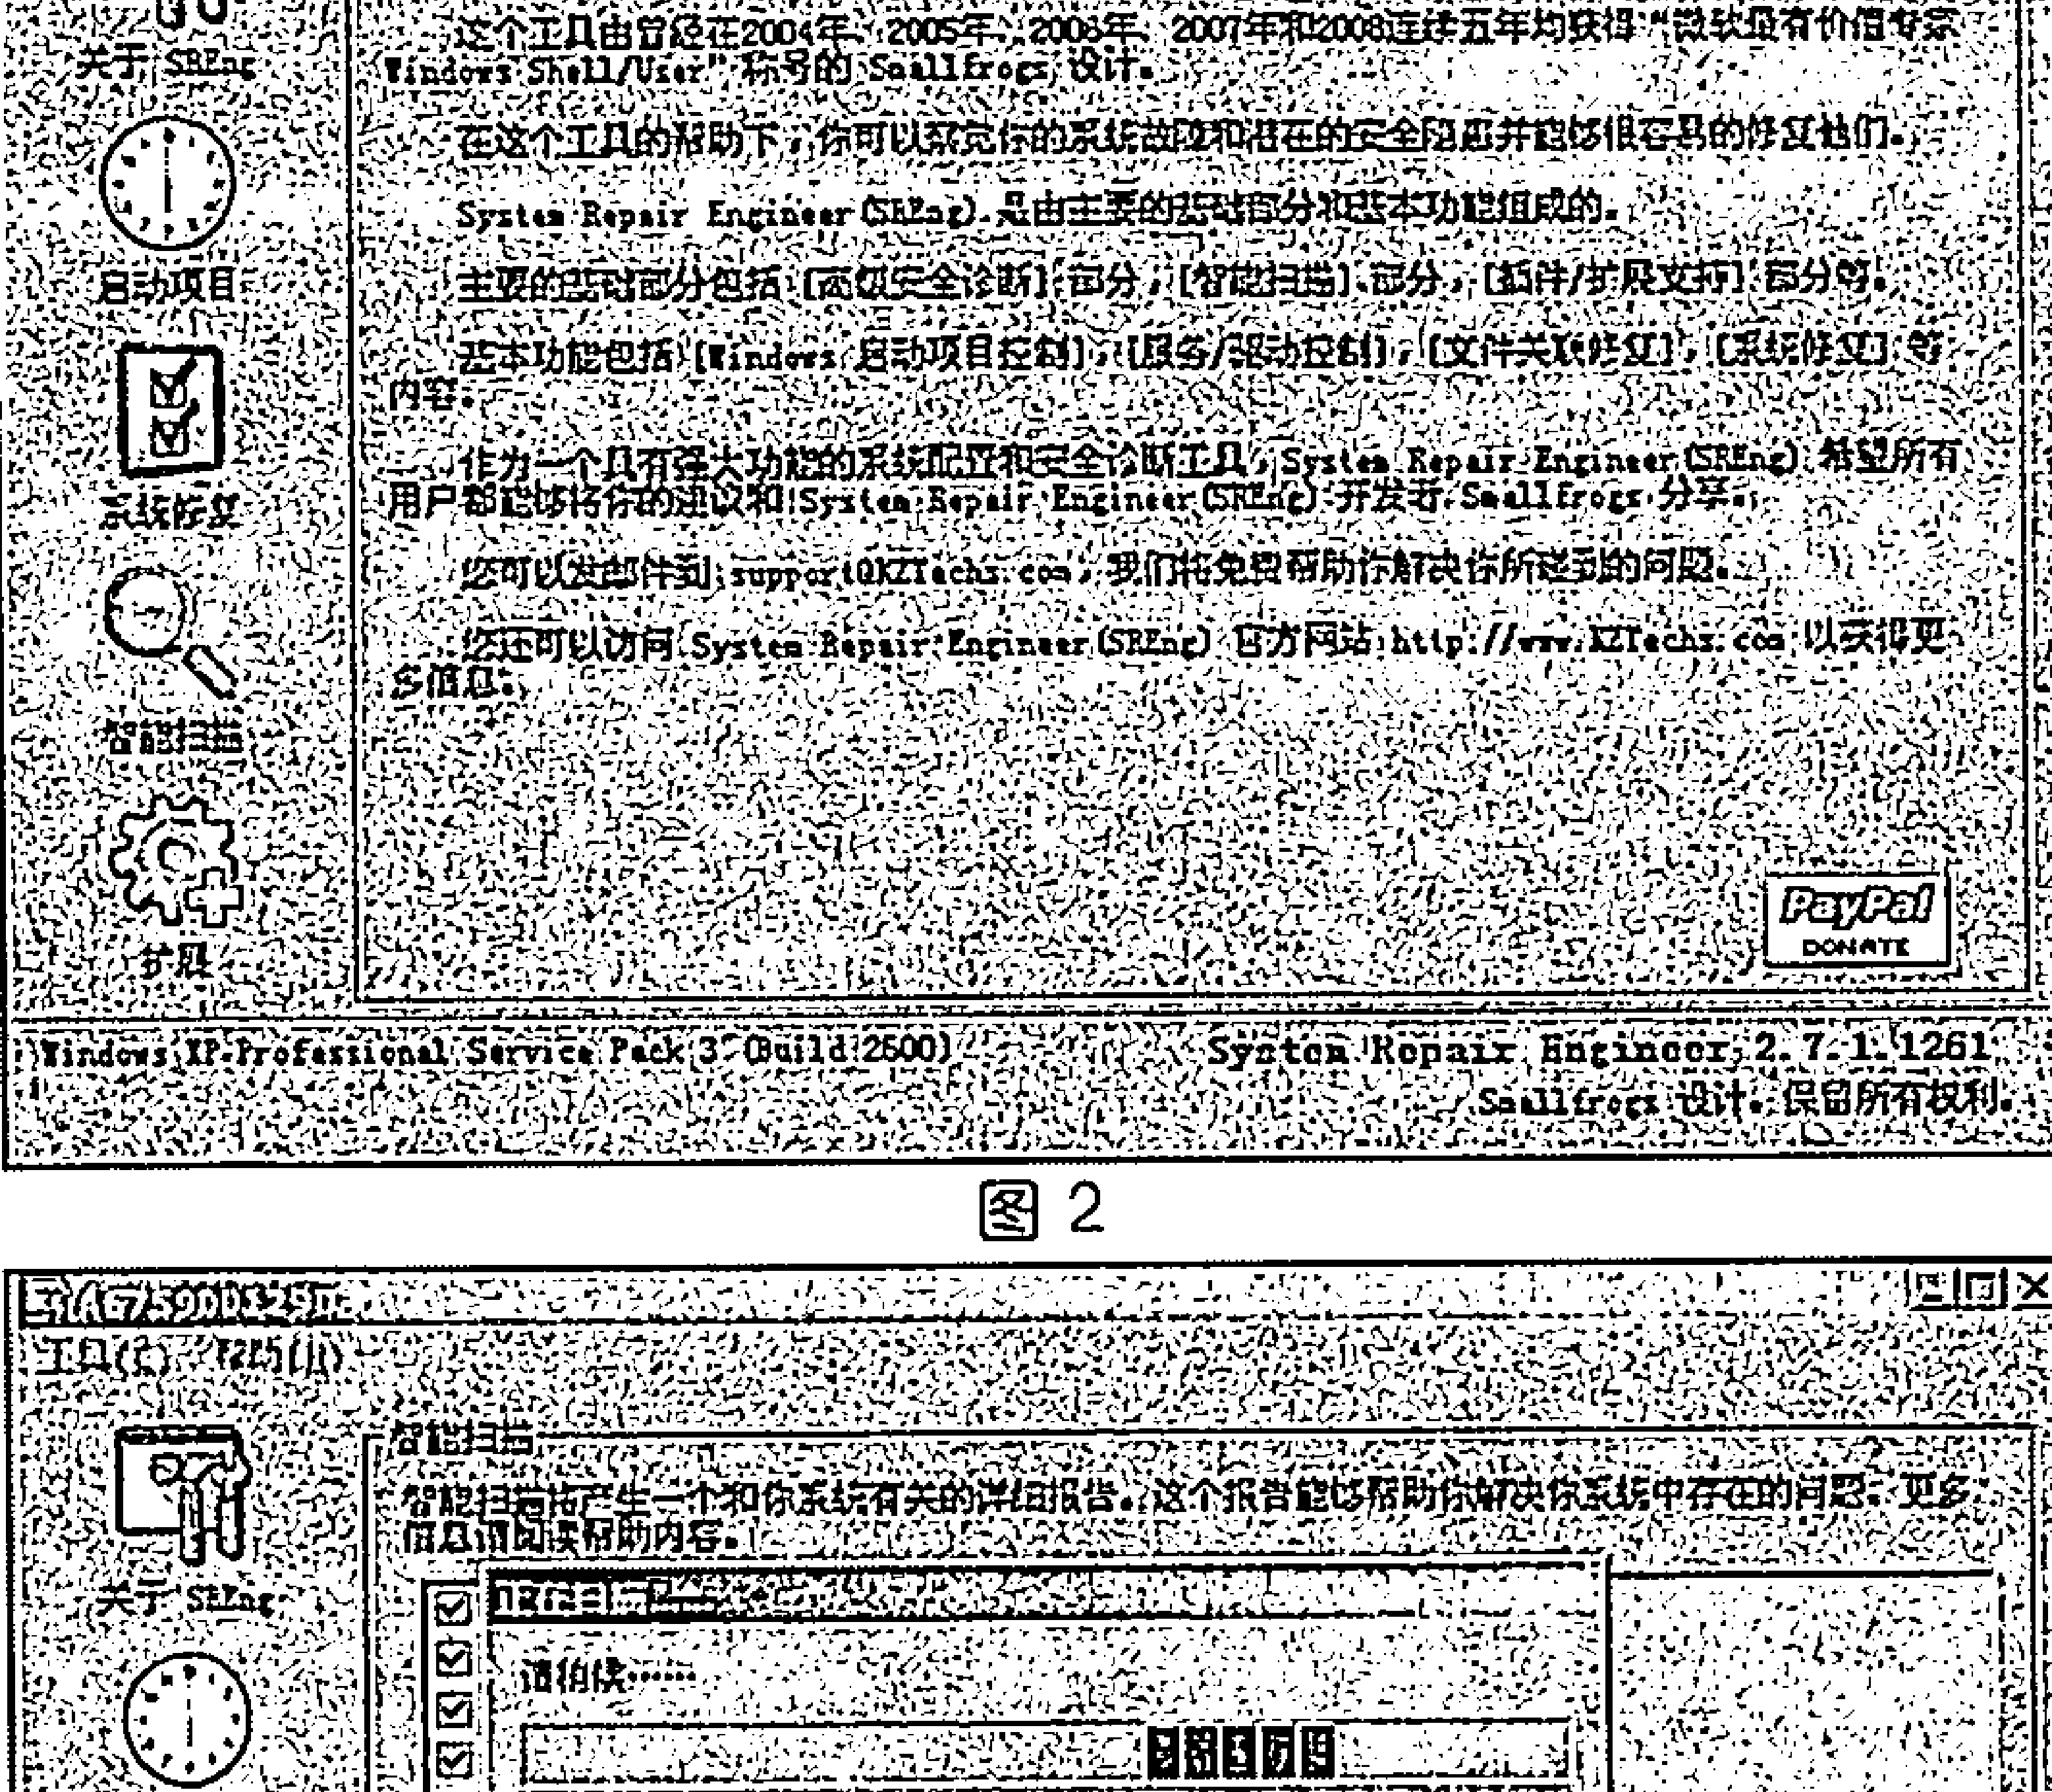 这个工具由曾经在2004年、2005年、2006年、2007年和2008连续五年均获得“微软最有价值专家
Windows Shell/User”称号的 Smallfrogs 设计。
关于 SREng
在这个工具的帮助下，你可以察觉你的系统故障和潜在的安全隐患并能够很容易的修复他们。
System Repair Engineer(SREng) 是由主要的基础部分和基本功能组成的。
启动项目
主要的基础部分包括 [两级安全诊断] 部分，[智能扫描] 部分，[插件/扩展支持] 部分等。
基本功能包括 [Windows 启动项目控制]，[服务/驱动控制]，[文件关联修复]，[系统修复] 等
内容。
作为一个具有强大功能的系统配置和安全诊断工具，System Repair Engineer(SREng) 希望所有
用户都能够将你的建议和 System Repair Engineer(SREng) 开发者 Smallfrogs 分享。
系统修复
您可以发邮件到 support@KZTechs.com，我们将免费帮助你解决你所遇到的问题。
您还可以访问 System Repair Engineer(SREng) 官方网站 http://www.KZTechs.com 以获得更
多信息。
智能扫描
扩展
PayPal
DONATE
Windows XP Professional Service Pack 3 (Build 2600)
System Repair Engineer 2.7.1.1261
Smallfrogs 设计。保留所有权利。
图 2
工具(T) 帮助(H)
智能扫描
智能扫描将产生一个和你系统有关的详细报告。这个报告能够帮助你解决你系统中存在的问题。更多
信息请阅读帮助内容。
关于 SREng
请稍候……